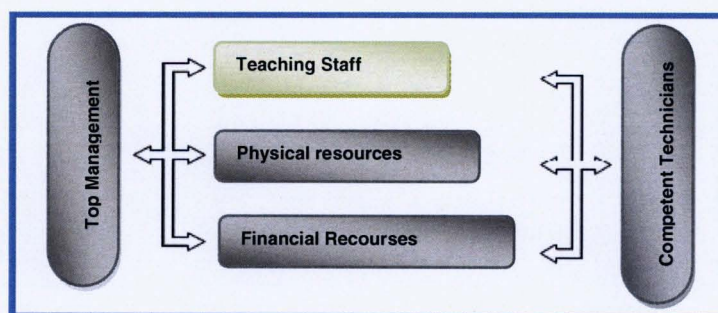 Top Management
Teaching Staff
Physical resources
Financial Recourses
Competent Technicians